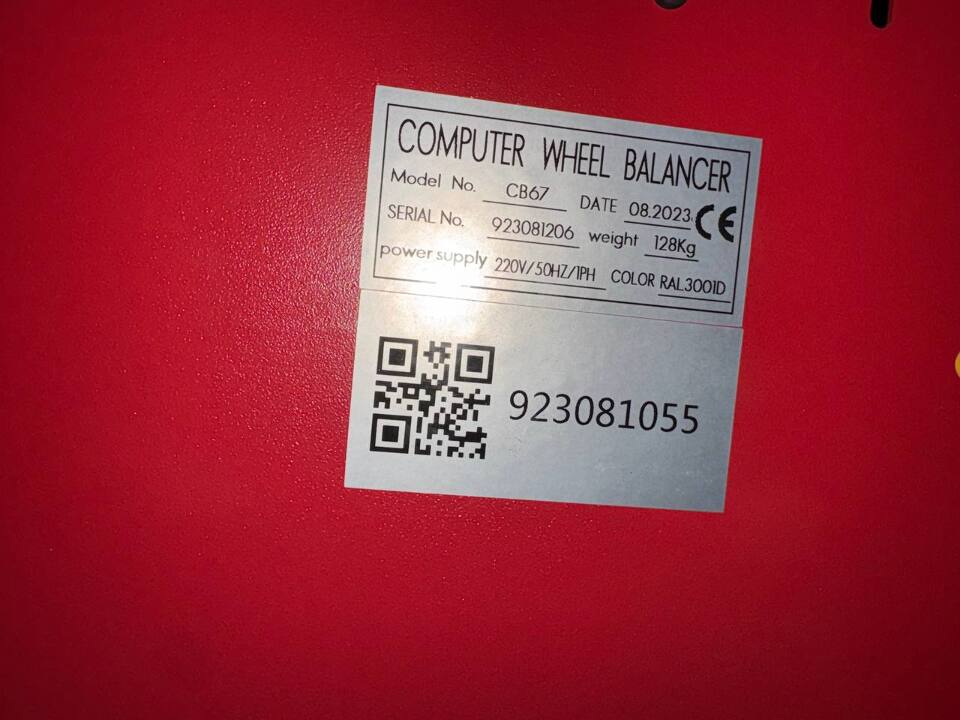 COMPUTER WHEEL BALANCER
Model No. CB67 DATE 08.2023 CE
SERIAL No. 923081206 weight 128Kg
power supply 220V/50HZ/1PH COLOR RAL3001D
923081055